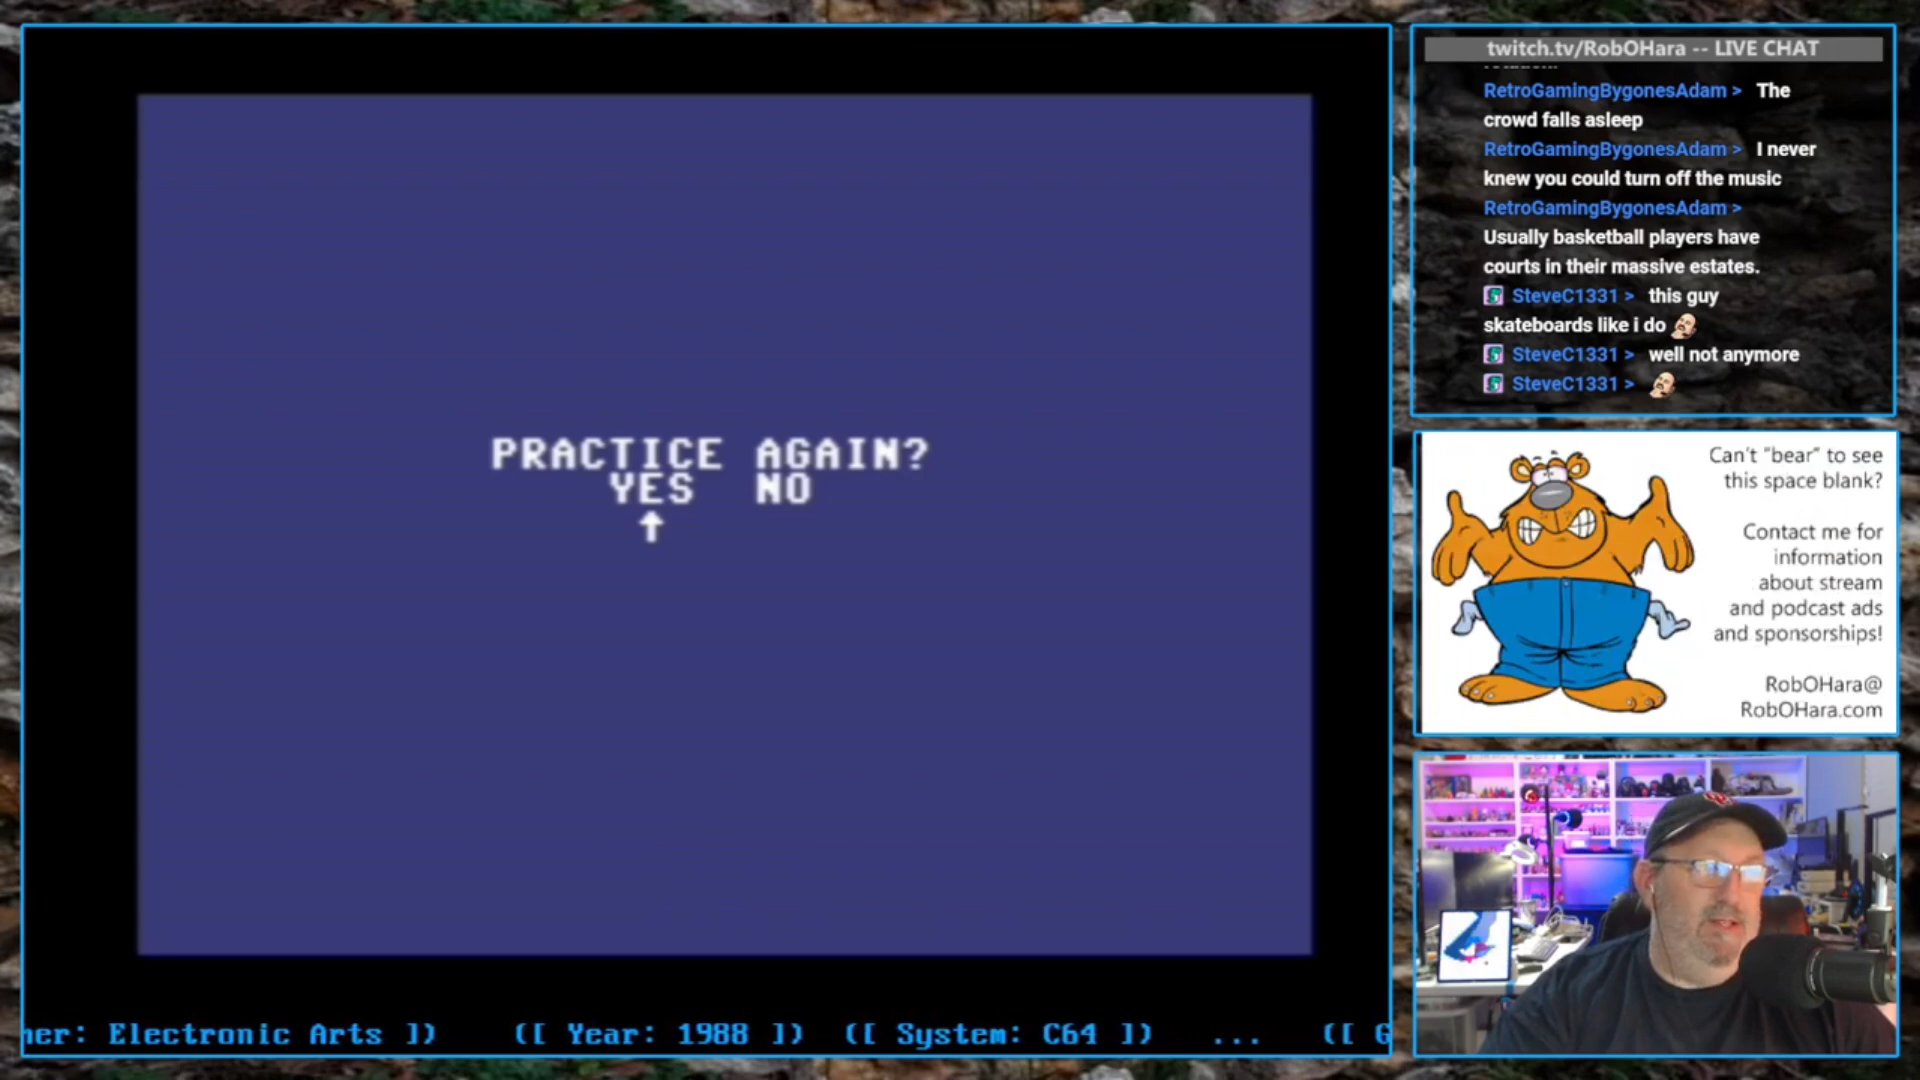 PRACTICE AGAIN?
YES NO
her: Electronic Arts ]) ([ Year: 1988 ]) ([ System: C64 ]) ... ([ G
twitch.tv/RobOHara -- LIVE CHAT
RetroGamingBygonesAdam > The
crowd falls asleep
RetroGamingBygonesAdam > I never
knew you could turn off the music
RetroGamingBygonesAdam >
Usually basketball players have
courts in their massive estates.
SteveC1331 > this guy
skateboards like i do
SteveC1331 > well not anymore
SteveC1331 >
Can't "bear" to see
this space blank?
Contact me for
information
about stream
and podcast ads
and sponsorships!
RobOHara@
RobOHara.com